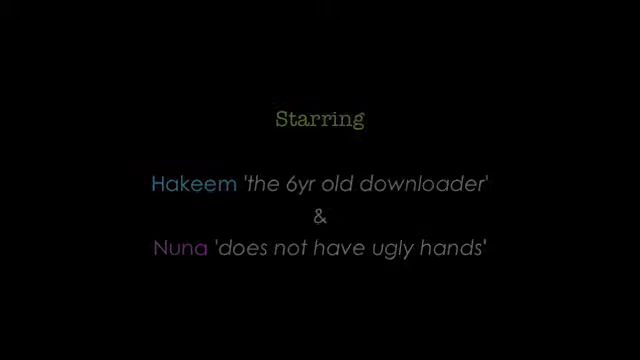 Starring
Hakeem 'the 6yr old downloader'
&
Nuna 'does not have ugly hands'